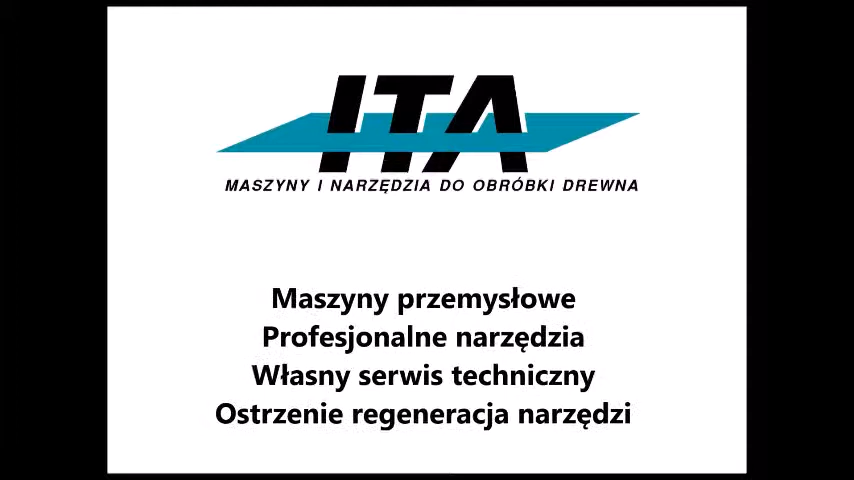 ITA
MASZYNY I NARZĘDZIA DO OBRÓBKI DREWNA
Maszyny przemysłowe
Profesjonalne narzędzia
Własny serwis techniczny
Ostrzenie regeneracja narzędzi